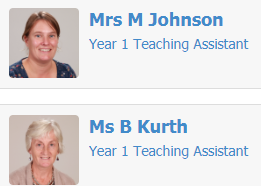 Mrs M Johnson
Year 1 Teaching Assistant
Ms B Kurth
Year 1 Teaching Assistant